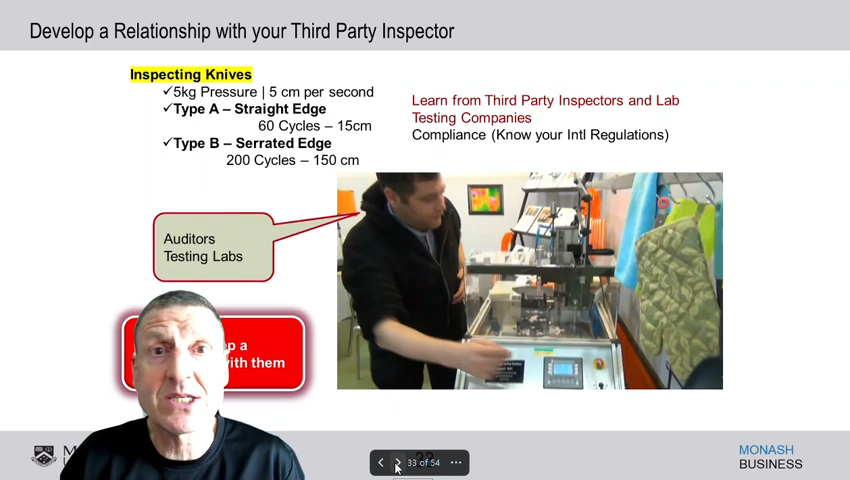 Develop a Relationship with your Third Party Inspector
Inspecting Knives
✓5kg Pressure | 5 cm per second
✓Type A – Straight Edge
60 Cycles – 15cm
✓Type B – Serrated Edge
200 Cycles – 150 cm
Learn from Third Party Inspectors and Lab
Testing Companies
Compliance (Know your Intl Regulations)
Auditors
Testing Labs
p a
with them
33 of 54
MONASH
BUSINESS